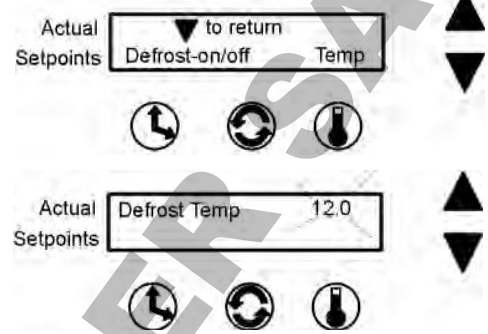 Actual ▼ to return
Setpoints Defrost-on/off Temp
Actual Defrost Temp 12.0
Setpoints